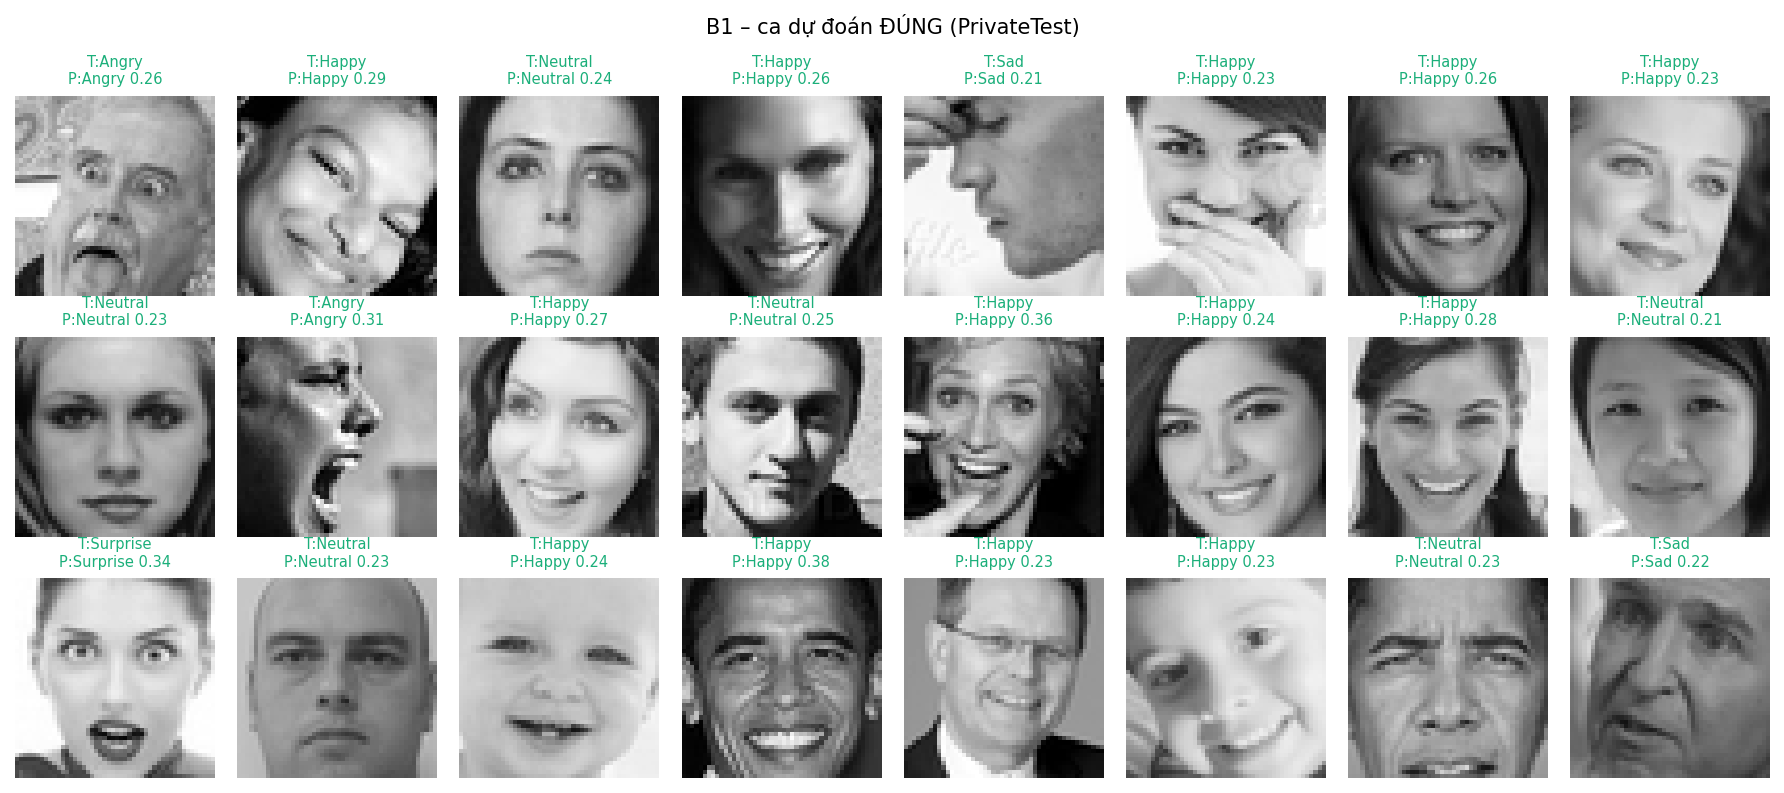 B1 – ca dự đoán ĐÚNG (PrivateTest)
T:Angry
P:Angry 0.26
T:Happy
P:Happy 0.29
T:Neutral
P:Neutral 0.24
T:Happy
P:Happy 0.26
T:Sad
P:Sad 0.21
T:Happy
P:Happy 0.23
T:Happy
P:Happy 0.26
T:Happy
P:Happy 0.23
T:Neutral
P:Neutral 0.23
T:Angry
P:Angry 0.31
T:Happy
P:Happy 0.27
T:Neutral
P:Neutral 0.25
T:Happy
P:Happy 0.36
T:Happy
P:Happy 0.24
T:Happy
P:Happy 0.28
T:Neutral
P:Neutral 0.21
T:Surprise
P:Surprise 0.34
T:Neutral
P:Neutral 0.23
T:Happy
P:Happy 0.24
T:Happy
P:Happy 0.38
T:Happy
P:Happy 0.23
T:Happy
P:Happy 0.23
T:Neutral
P:Neutral 0.23
T:Sad
P:Sad 0.22